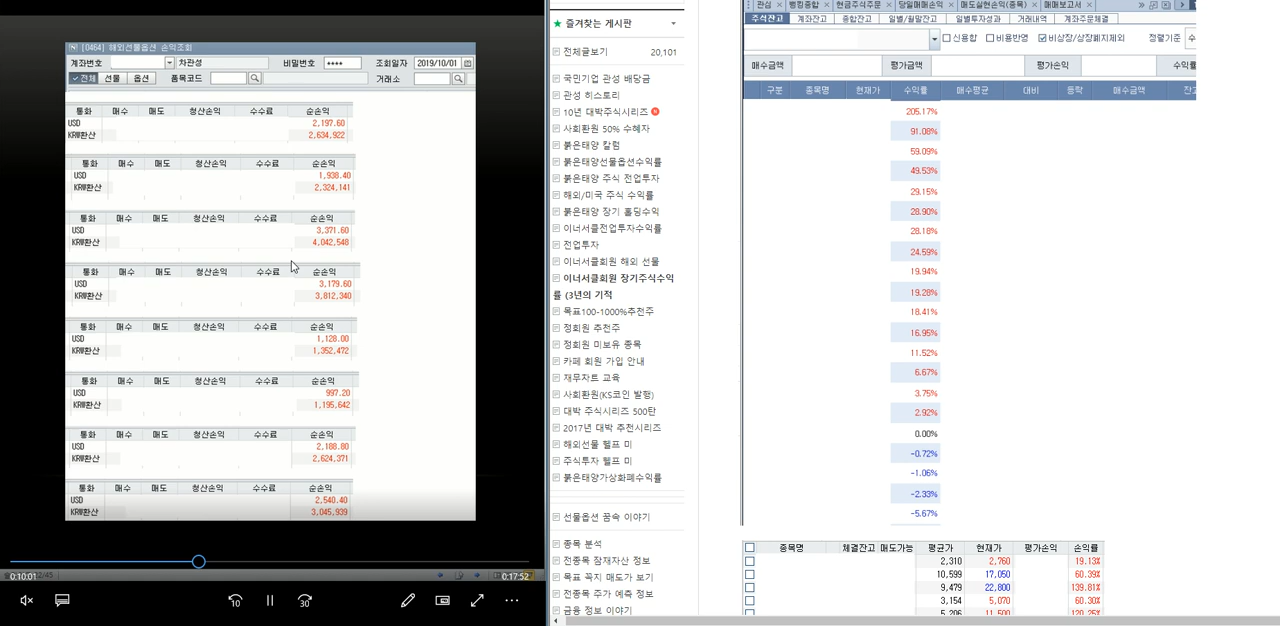 [0464] 해외선물옵션 손익조회
계좌번호 차관성 비밀번호 **** 조회일자 2019/10/01
전체 선물 옵션 품목코드 거래소
통화 매수 매도 청산손익 수수료 순손익
USD 2,197.60
KRW환산 2,634,922
통화 매수 매도 청산손익 수수료 순손익
USD 1,938.40
KRW환산 2,324,141
통화 매수 매도 청산손익 수수료 순손익
USD 3,371.60
KRW환산 4,042,548
통화 매수 매도 청산손익 수수료 순손익
USD 3,179.60
KRW환산 3,812,340
통화 매수 매도 청산손익 수수료 순손익
USD 1,128.00
KRW환산 1,352,472
통화 매수 매도 청산손익 수수료 순손익
USD 997.20
KRW환산 1,195,642
통화 매수 매도 청산손익 수수료 순손익
USD 2,188.80
KRW환산 2,624,371
통화 매수 매도 청산손익 수수료 순손익
USD 2,540.40
KRW환산 3,045,939
0:10:01 0:17:52
10 30
★ 즐겨찾는 게시판
전체글보기 20,101
국민기업 관성 배당금
관성 히스토리
10년 대박주식시리즈
사회환원 50% 수혜자
붉은태양 칼럼
붉은태양선물옵션수익률
붉은태양 주식 전업투자
해외/미국 주식 수익률
붉은태양 장기 홀딩수익
이너서클전업투자수익률
전업투자
이너서클회원 해외 선물
이너서클회원 장기주식수익
률 (3년의 기적
목표100-1000%추천주
정회원 추천주
정회원 미보유 종목
카페 회원 가입 안내
재무차트 교육
사회환원(KS코인 발행)
대박 주식시리즈 500탄
2017년 대박 추천시리즈
해외선물 헬프 미
주식투자 헬프 미
붉은태양가상화폐수익률
선물옵션 꿈속 이야기
종목 분석
전종목 잠재자산 정보
목표 꼭지 매도가 보기
전종목 주가 예측 정보
금융 정보 이야기
관심 × 뱅킹종합 × 현금주식주문 × 당일매매손익 × 매도실현손익(종목) × 매매보고서 ×
주식잔고 계좌잔고 종합잔고 일별/월말잔고 일별투자성과 거래내역 계좌주문체결
신용합 비용반영 비상장/상장폐지제외 정렬기준
매수금액 평가금액 평가손익 수익률
구분 종목명 현재가 수익률 매수평균 대비 등락 매수금액
205.17%
91.08%
59.09%
49.53%
29.15%
28.90%
28.18%
24.59%
19.94%
19.28%
18.41%
16.95%
11.52%
6.67%
3.75%
2.92%
0.00%
-0.72%
-1.06%
-2.33%
-5.67%
종목명 체결잔고 매도가능 평균가 현재가 평가손익 손익률
2,310 2,760 19.13%
10,599 17,050 60.39%
9,479 22,800 139.81%
3,154 5,070 60.30%
5,206 11,500 120.25%